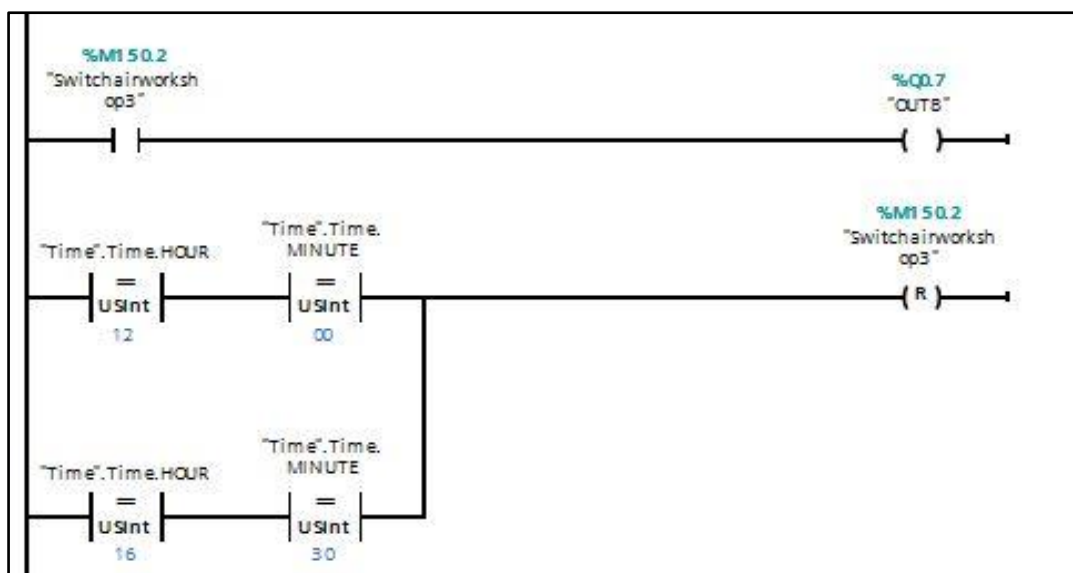 %M150.2
"Switchairworksh
op3"
%Q0.7
"OUT8"
%M150.2
"Switchairworksh
op3"
"Time".Time.HOUR
"Time".Time.
MINUTE
=
USInt
12
=
USInt
00
R
"Time".Time.HOUR
"Time".Time.
MINUTE
=
USInt
16
=
USInt
30